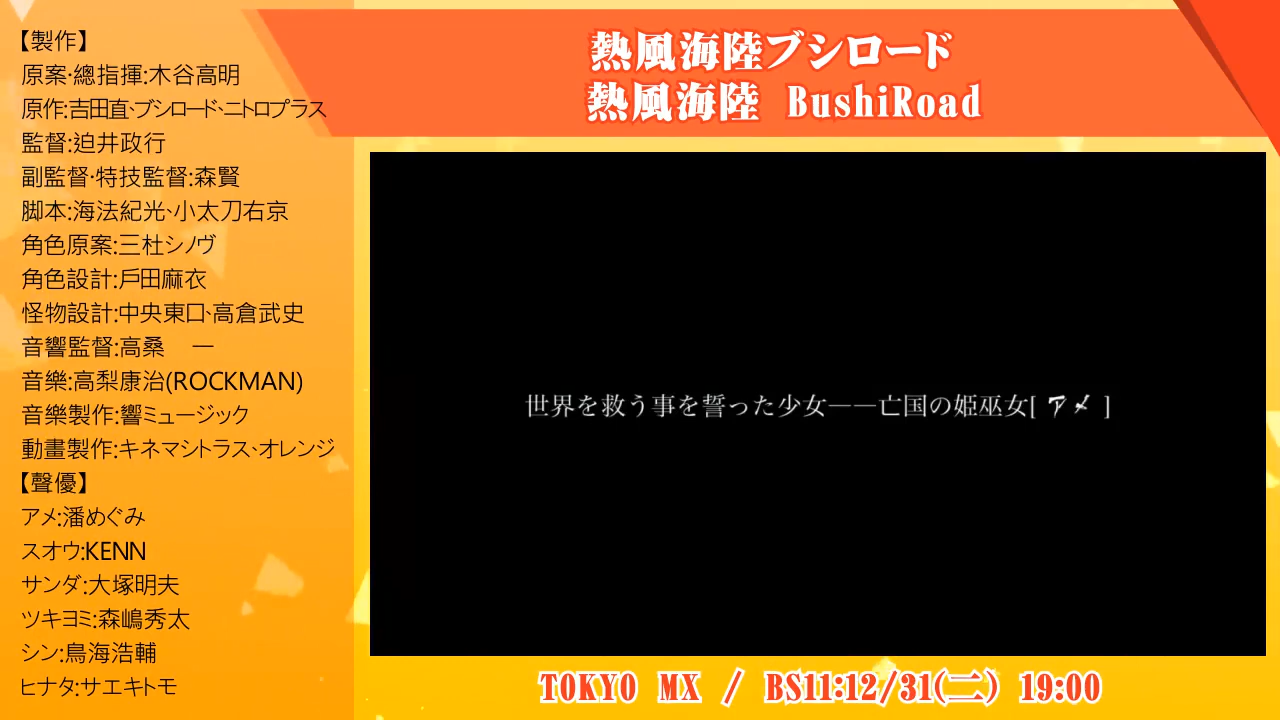 【製作】
原案·總指揮:木谷高明
原作:吉田直､ブシロード､ニトロプラス
監督:迫井政行
副監督·特技監督:森賢
脚本:海法紀光､小太刀右京
角色原案:三杜シノヴ
角色設計:戶田麻衣
怪物設計:中央東口､高倉武史
音響監督:高桑　一
音樂:高梨康治(ROCKMAN)
音樂製作:響ミュージック
動畫製作:キネマシトラス､オレンジ
【聲優】
アメ:潘めぐみ
スオウ:KENN
サンダ:大塚明夫
ツキヨミ:森嶋秀太
シン:鳥海浩輔
ヒナタ:サエキトモ
熱風海陸ブシロード
熱風海陸 BushiRoad
世界を救う事を誓った少女――亡国の姫巫女[ アメ ]
TOKYO MX / BS11:12/31(二) 19:00